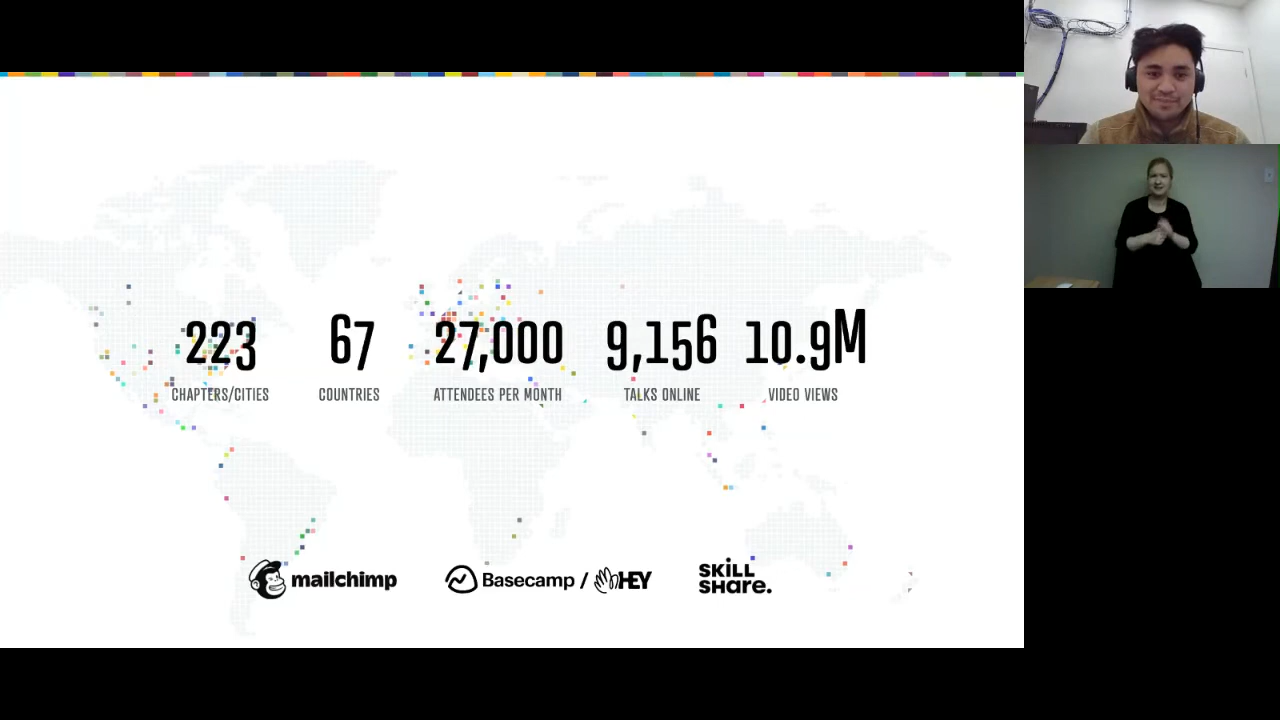 223 67 27,000 9,156 10.9M
CHAPTERS/CITIES COUNTRIES ATTENDEES PER MONTH TALKS ONLINE VIDEO VIEWS
mailchimp Basecamp / HEY SKILL
SHare.